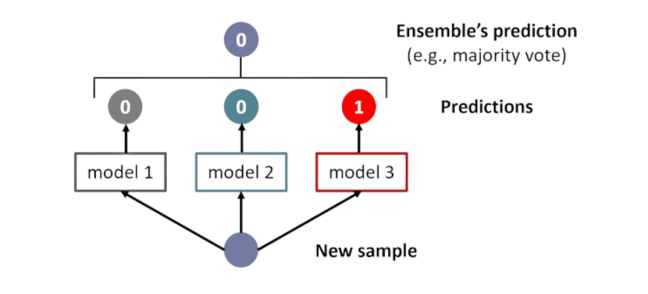 0
Ensemble's prediction
(e.g., majority vote)
0 0 1 Predictions
model 1 model 2 model 3
New sample